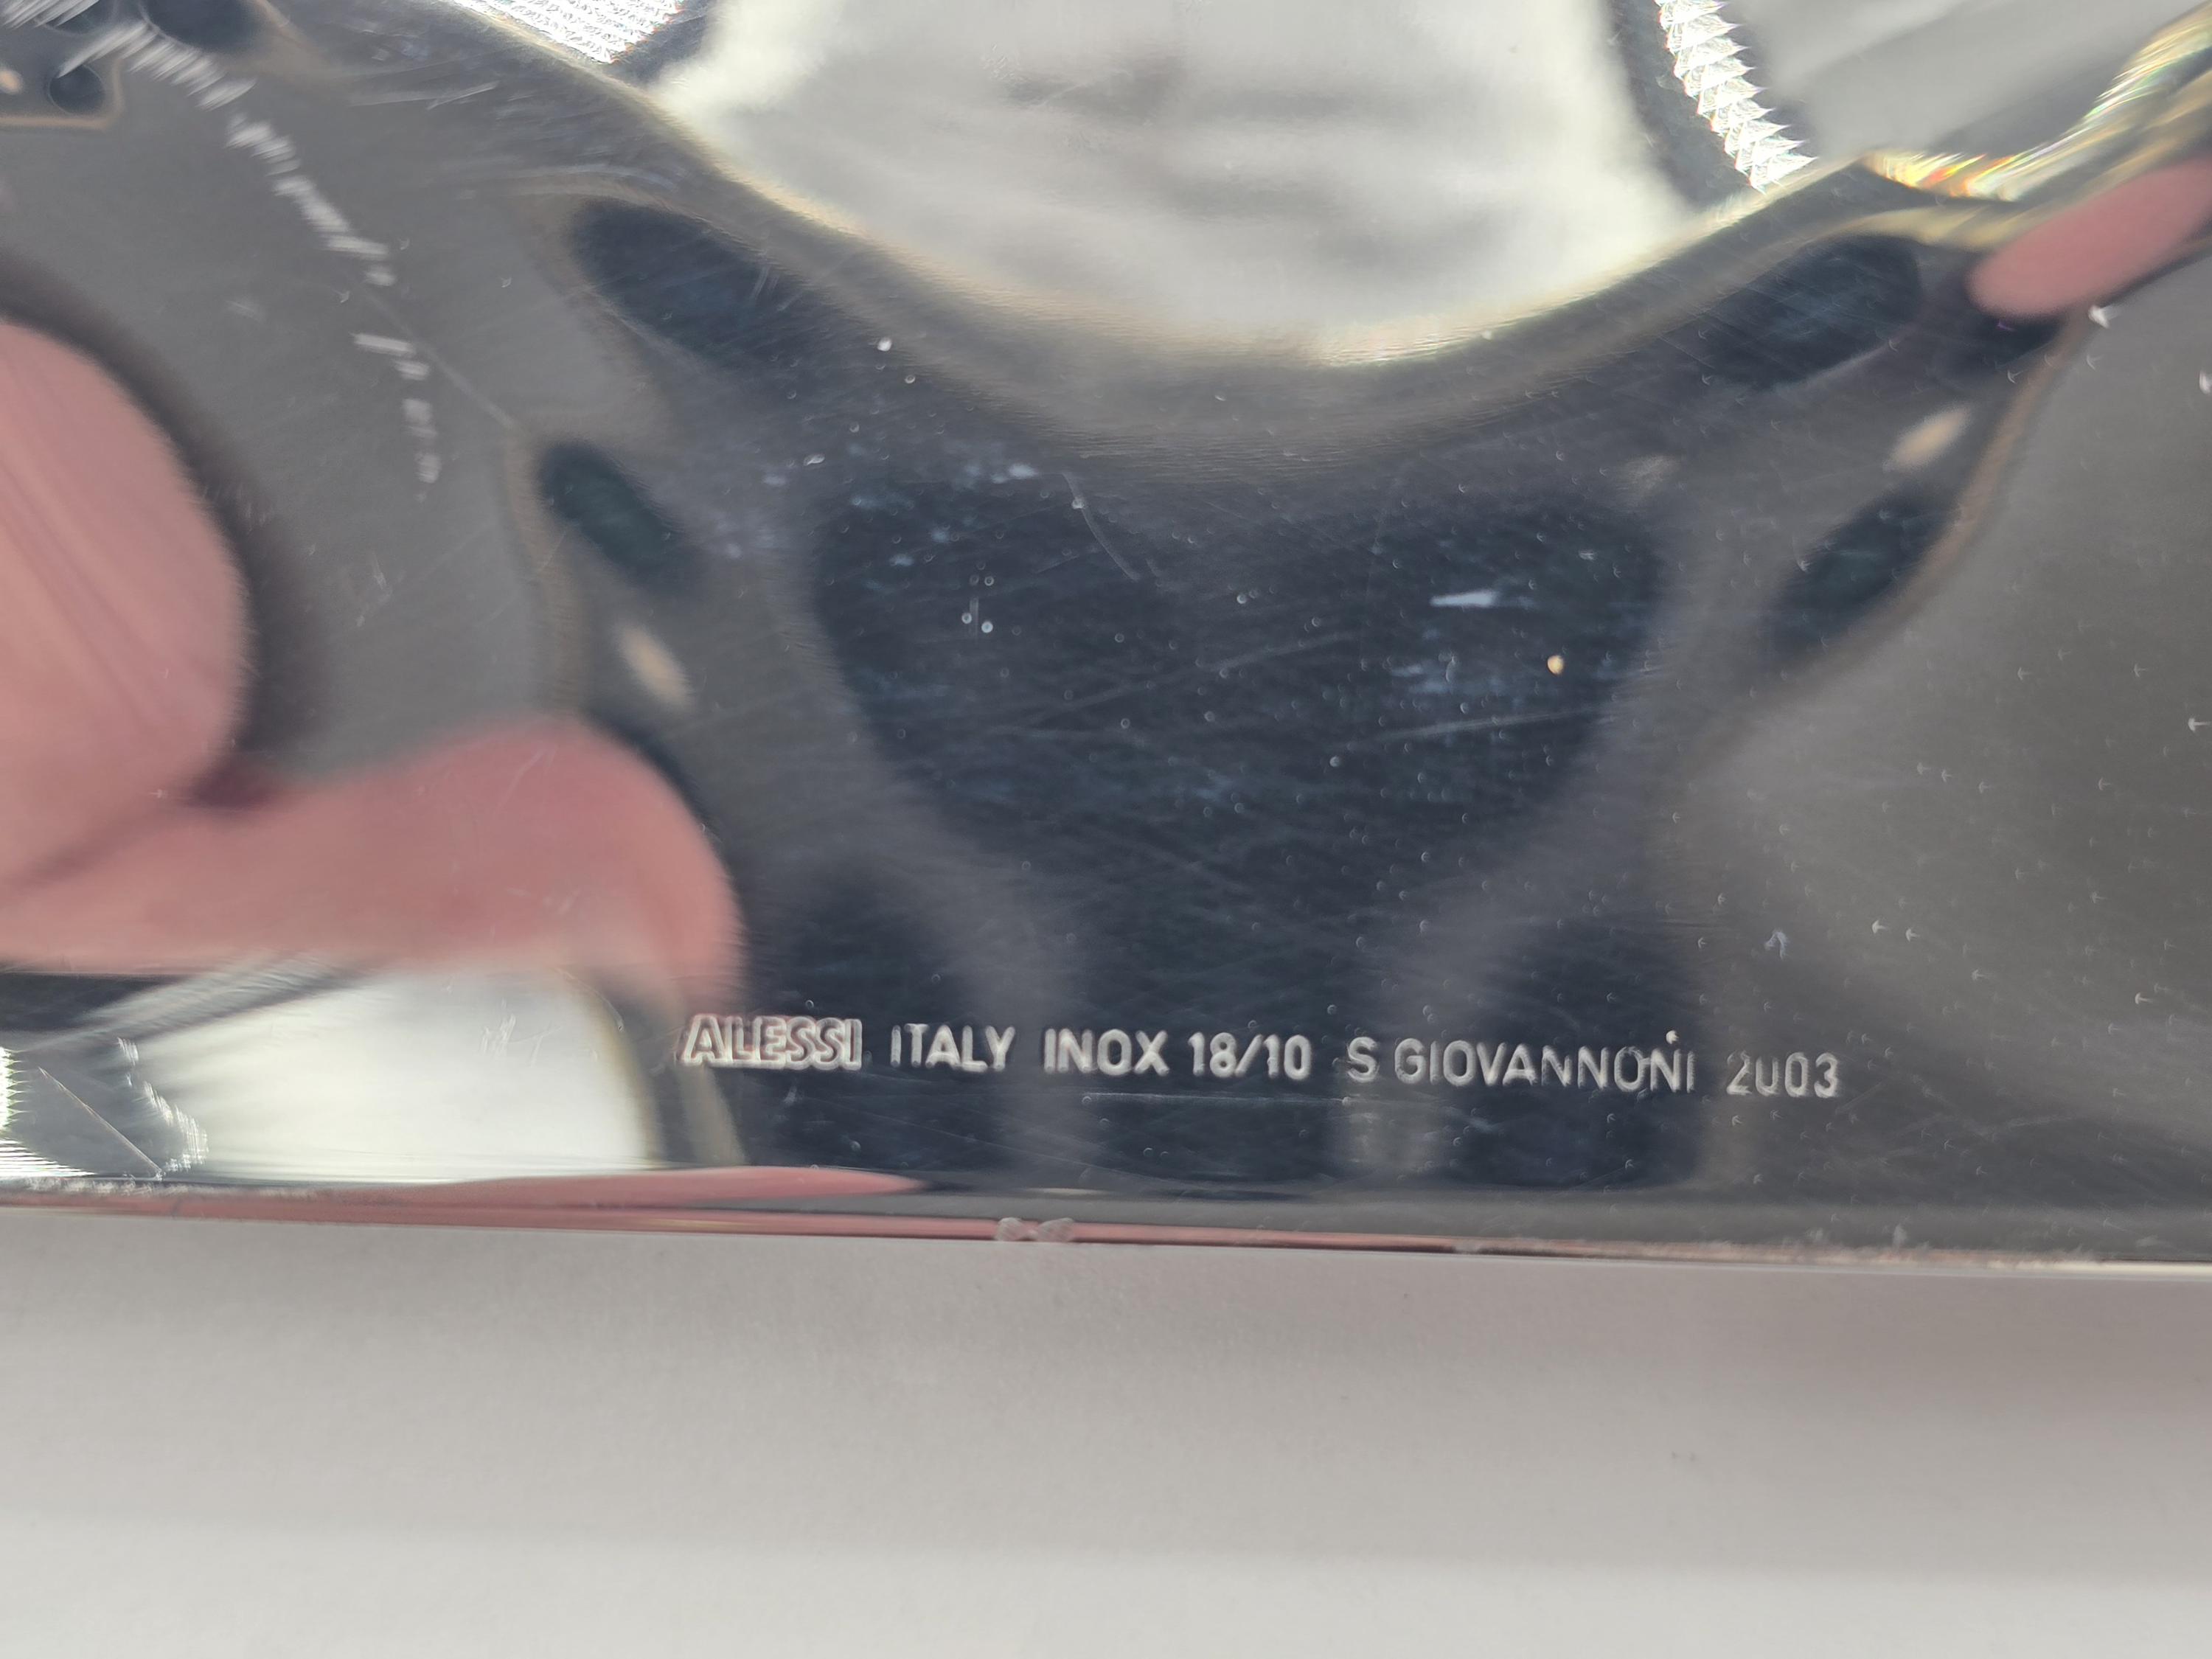 ALESSI ITALY INOX 18/10 S GIOVANNONI 2003